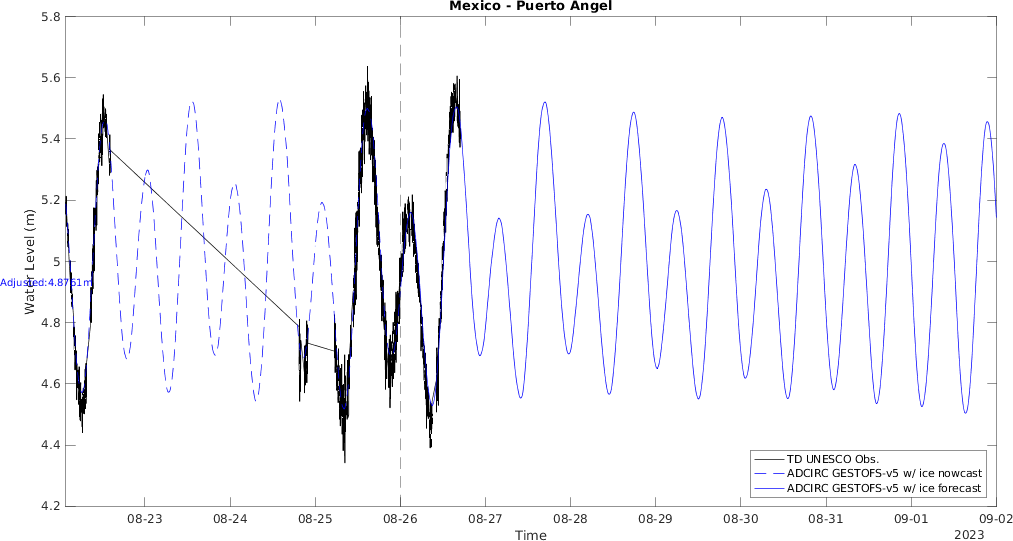 Mexico - Puerto Angel
5.8
5.6
5.4
5.2
5
4.8
4.6
4.4
4.2
Water Level (m)
Adjusted:4.8761m
TD UNESCO Obs.
ADCIRC GESTOFS-v5 w/ ice nowcast
ADCIRC GESTOFS-v5 w/ ice forecast
08-23 08-24 08-25 08-26 08-27 08-28 08-29 08-30 08-31 09-01 09-02
Time
2023